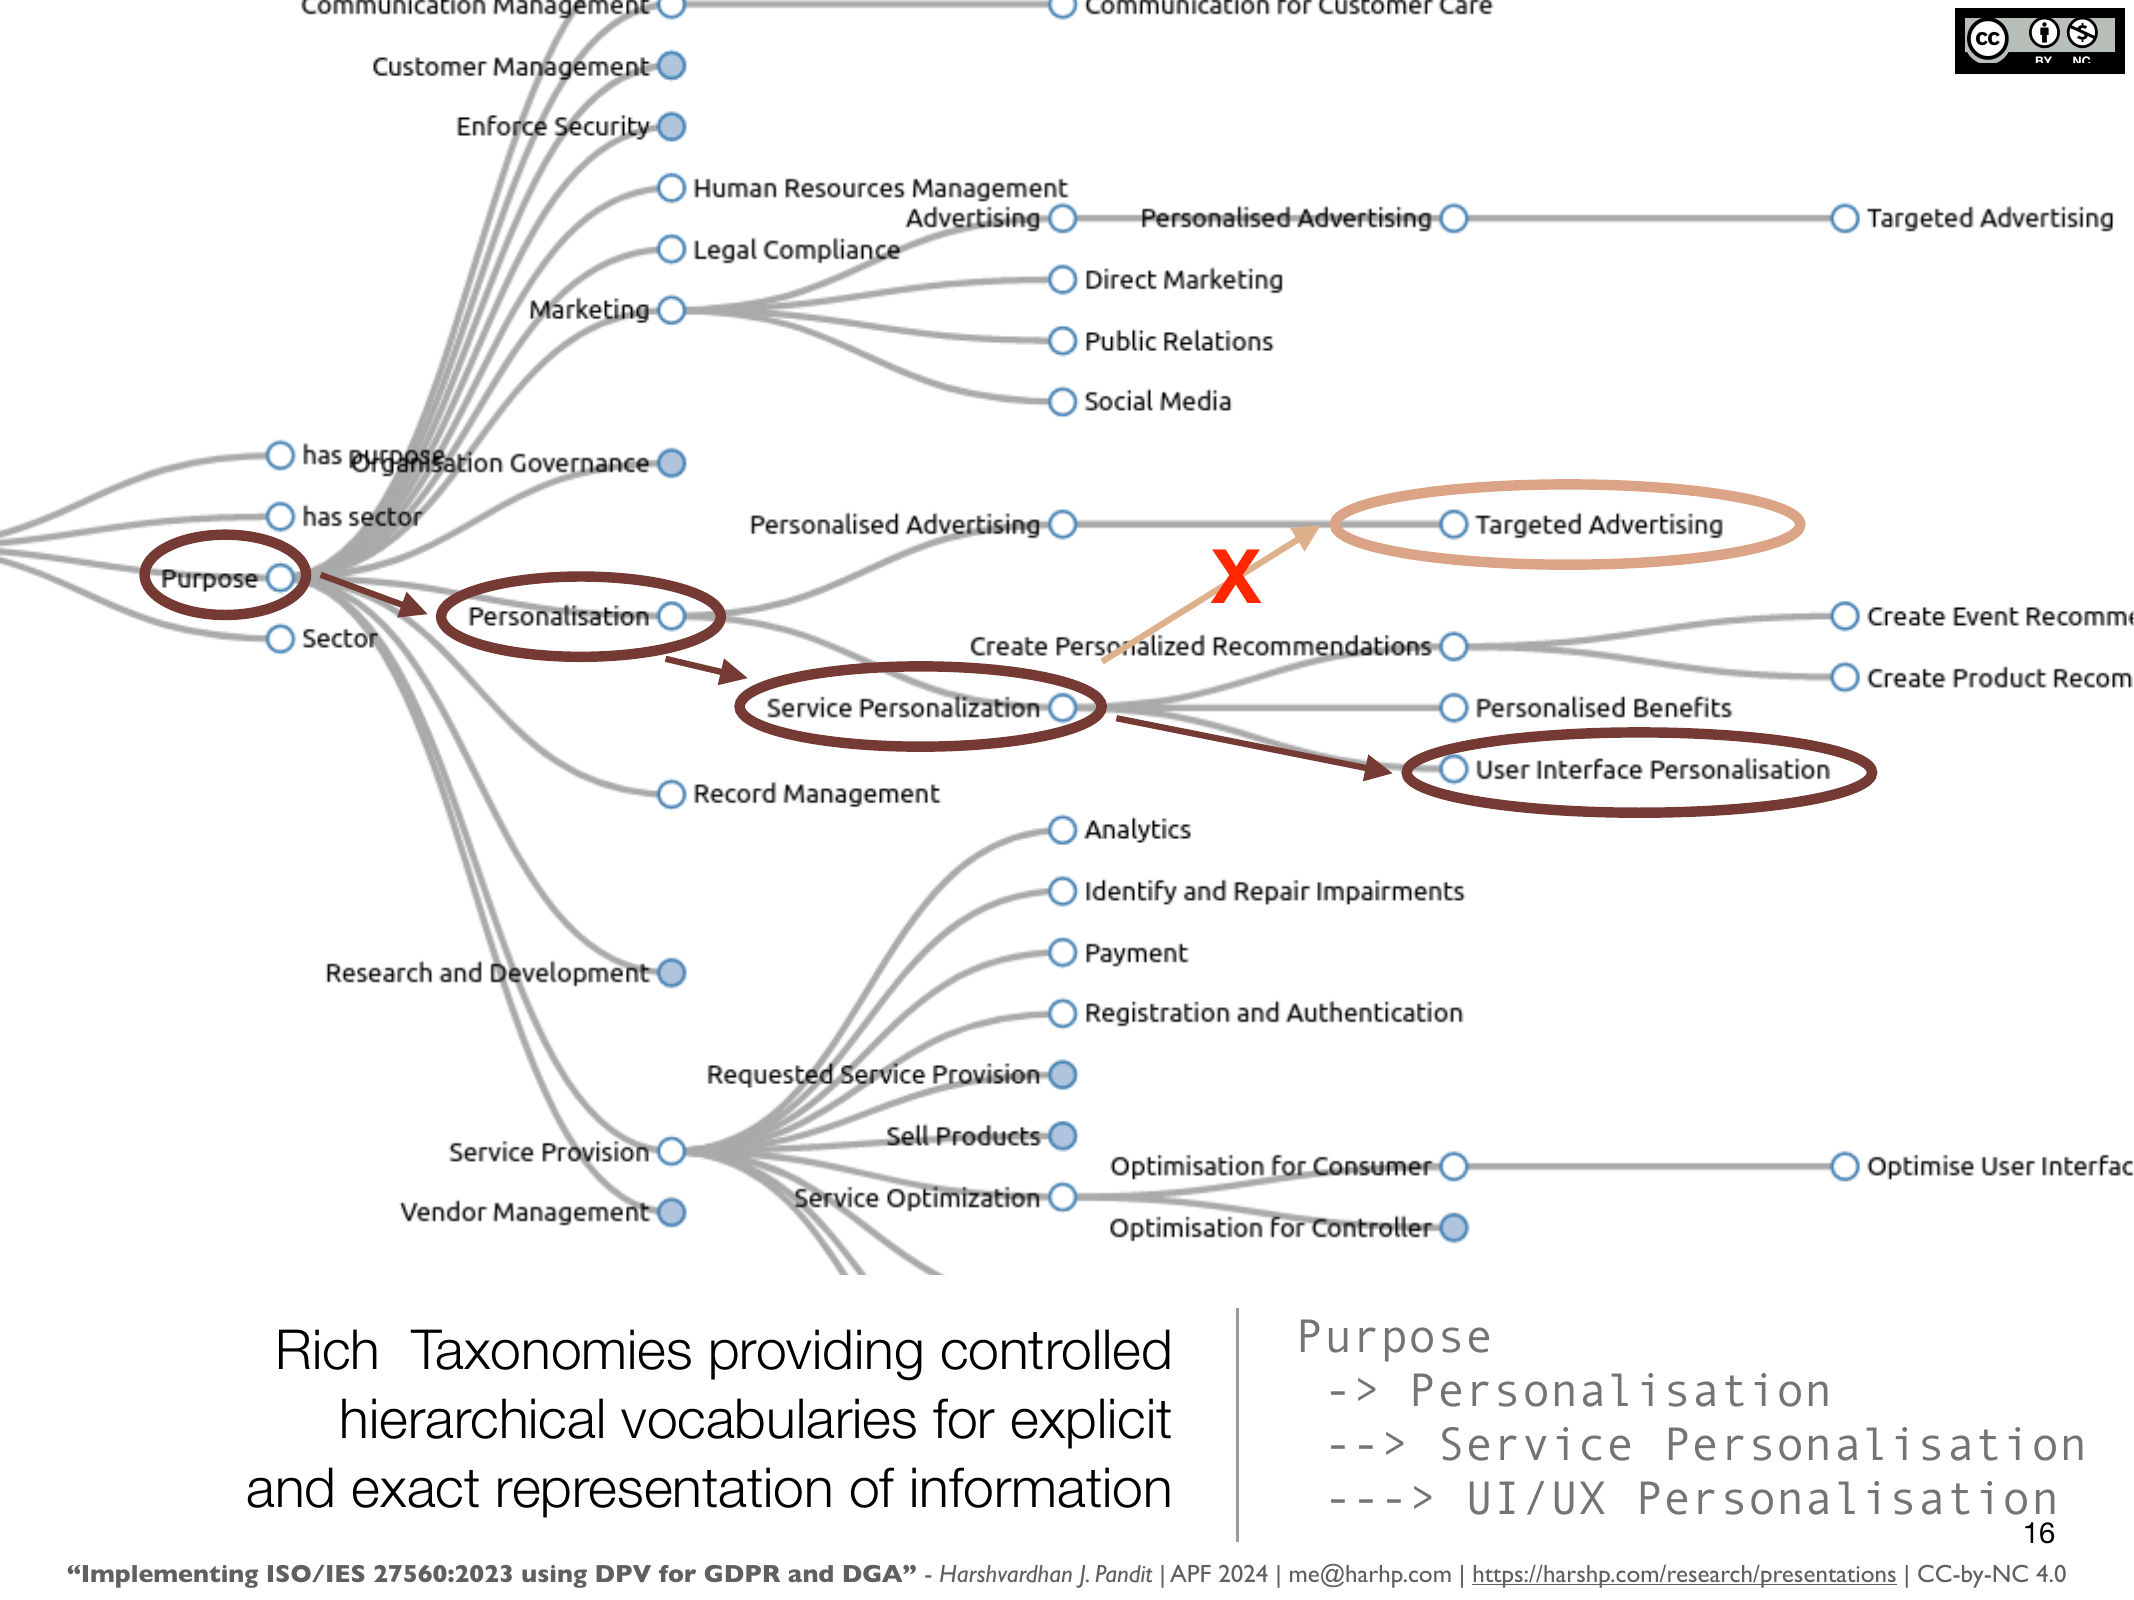 Communication Management
Communication for Customer Care
cc
BY NC
Customer Management
Enforce Security
Human Resources Management
Advertising
Personalised Advertising
Targeted Advertising
Legal Compliance
Direct Marketing
Marketing
Public Relations
Social Media
has purpose
Organisation Governance
has sector
Personalised Advertising
Targeted Advertising
X
Purpose
Personalisation
Create Event Recomme
Sector
Create Personalized Recommendations
Create Product Recom
Service Personalization
Personalised Benefits
User Interface Personalisation
Record Management
Analytics
Identify and Repair Impairments
Payment
Research and Development
Registration and Authentication
Requested Service Provision
Sell Products
Service Provision
Optimisation for Consumer
Optimise User Interfac
Service Optimization
Vendor Management
Optimisation for Controller
Rich Taxonomies providing controlled
hierarchical vocabularies for explicit
and exact representation of information
Purpose
-> Personalisation
--> Service Personalisation
---> UI/UX Personalisation
16
“Implementing ISO/IES 27560:2023 using DPV for GDPR and DGA” - Harshvardhan J. Pandit | APF 2024 | me@harhp.com | https://harshp.com/research/presentations | CC-by-NC 4.0